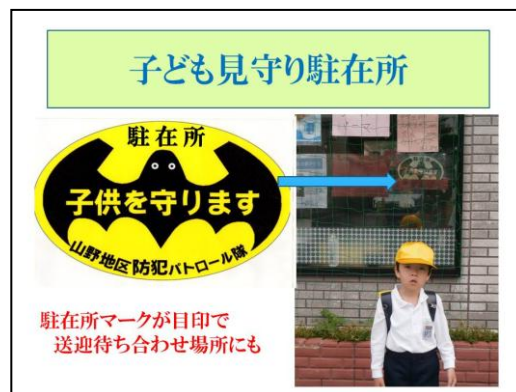 子ども見守り駐在所
駐在所
子供を守ります
山野地区防犯パトロール隊
駐在所マークが目印で
送迎待ち合わせ場所にも